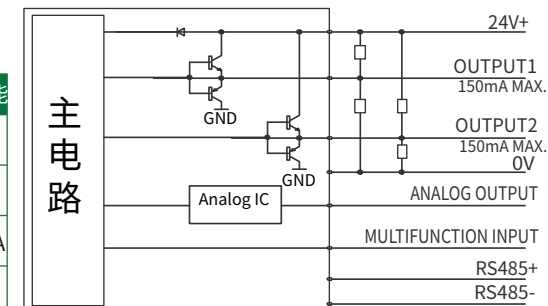 24V+
OUTPUT1
150mA MAX.
GND
OUTPUT2
150mA MAX.
主电路
0V
GND
Analog IC
ANALOG OUTPUT
MULTIFUNCTION INPUT
RS485+
RS485-
A